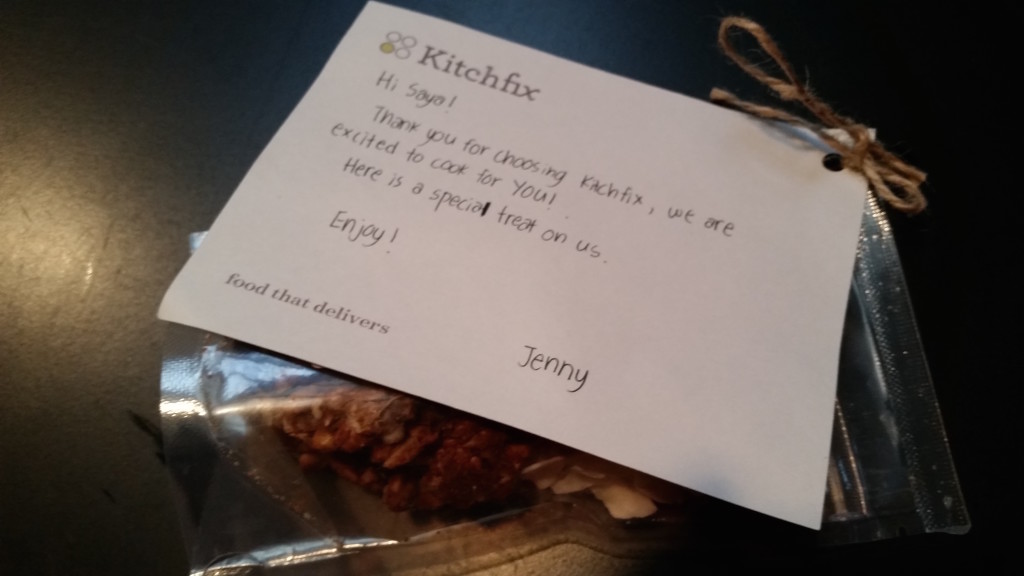 Kitchfix
Hi Saya!
Thank you for choosing Kitchfix, we are
excited to cook for YOU!
Here is a special treat on us.
Enjoy!
food that delivers
Jenny